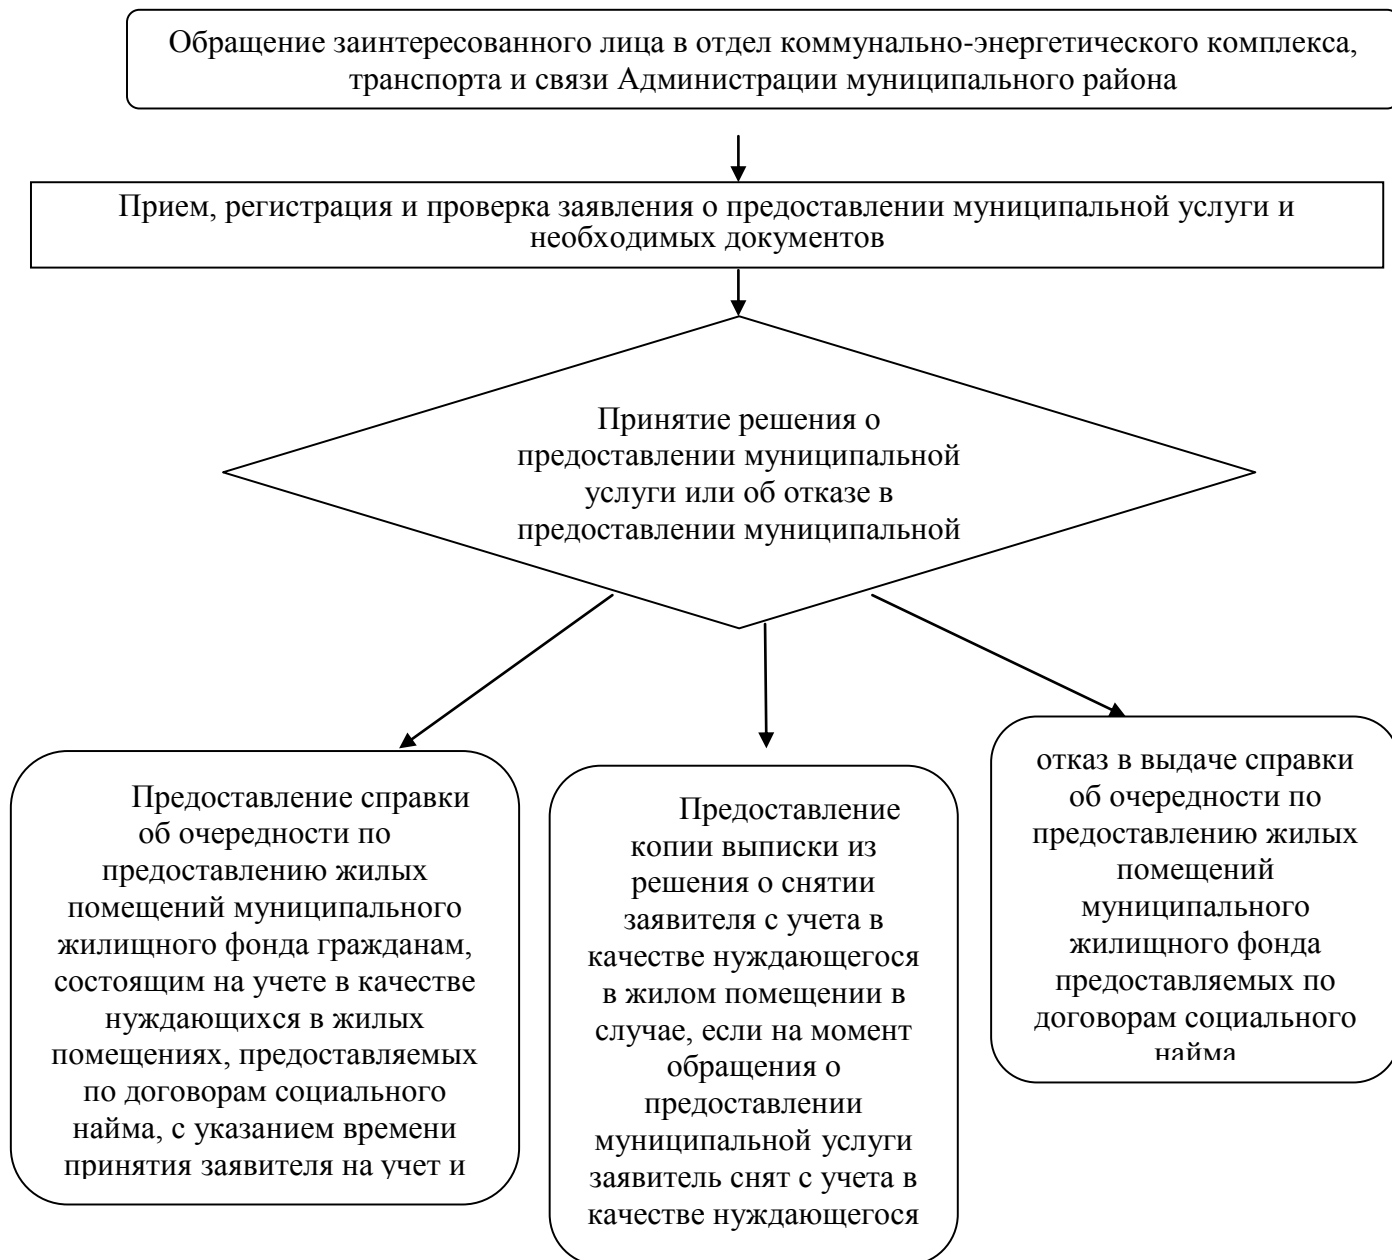 Обращение заинтересованного лица в отдел коммунально-энергетического комплекса,
транспорта и связи Администрации муниципального района
Прием, регистрация и проверка заявления о предоставлении муниципальной услуги и
необходимых документов
Принятие решения о
предоставлении муниципальной
услуги или об отказе в
предоставлении муниципальной
Предоставление справки
об очередности по
предоставлению жилых
помещений муниципального
жилищного фонда гражданам,
состоящим на учете в качестве
нуждающихся в жилых
помещениях, предоставляемых
по договорам социального
найма, с указанием времени
принятия заявителя на учет и
Предоставление
копии выписки из
решения о снятии
заявителя с учета в
качестве нуждающегося
в жилом помещении в
случае, если на момент
обращения о
предоставлении
муниципальной услуги
заявитель снят с учета в
качестве нуждающегося
отказ в выдаче справки
об очередности по
предоставлению жилых
помещений
муниципального
жилищного фонда
предоставляемых по
договорам социального
найма